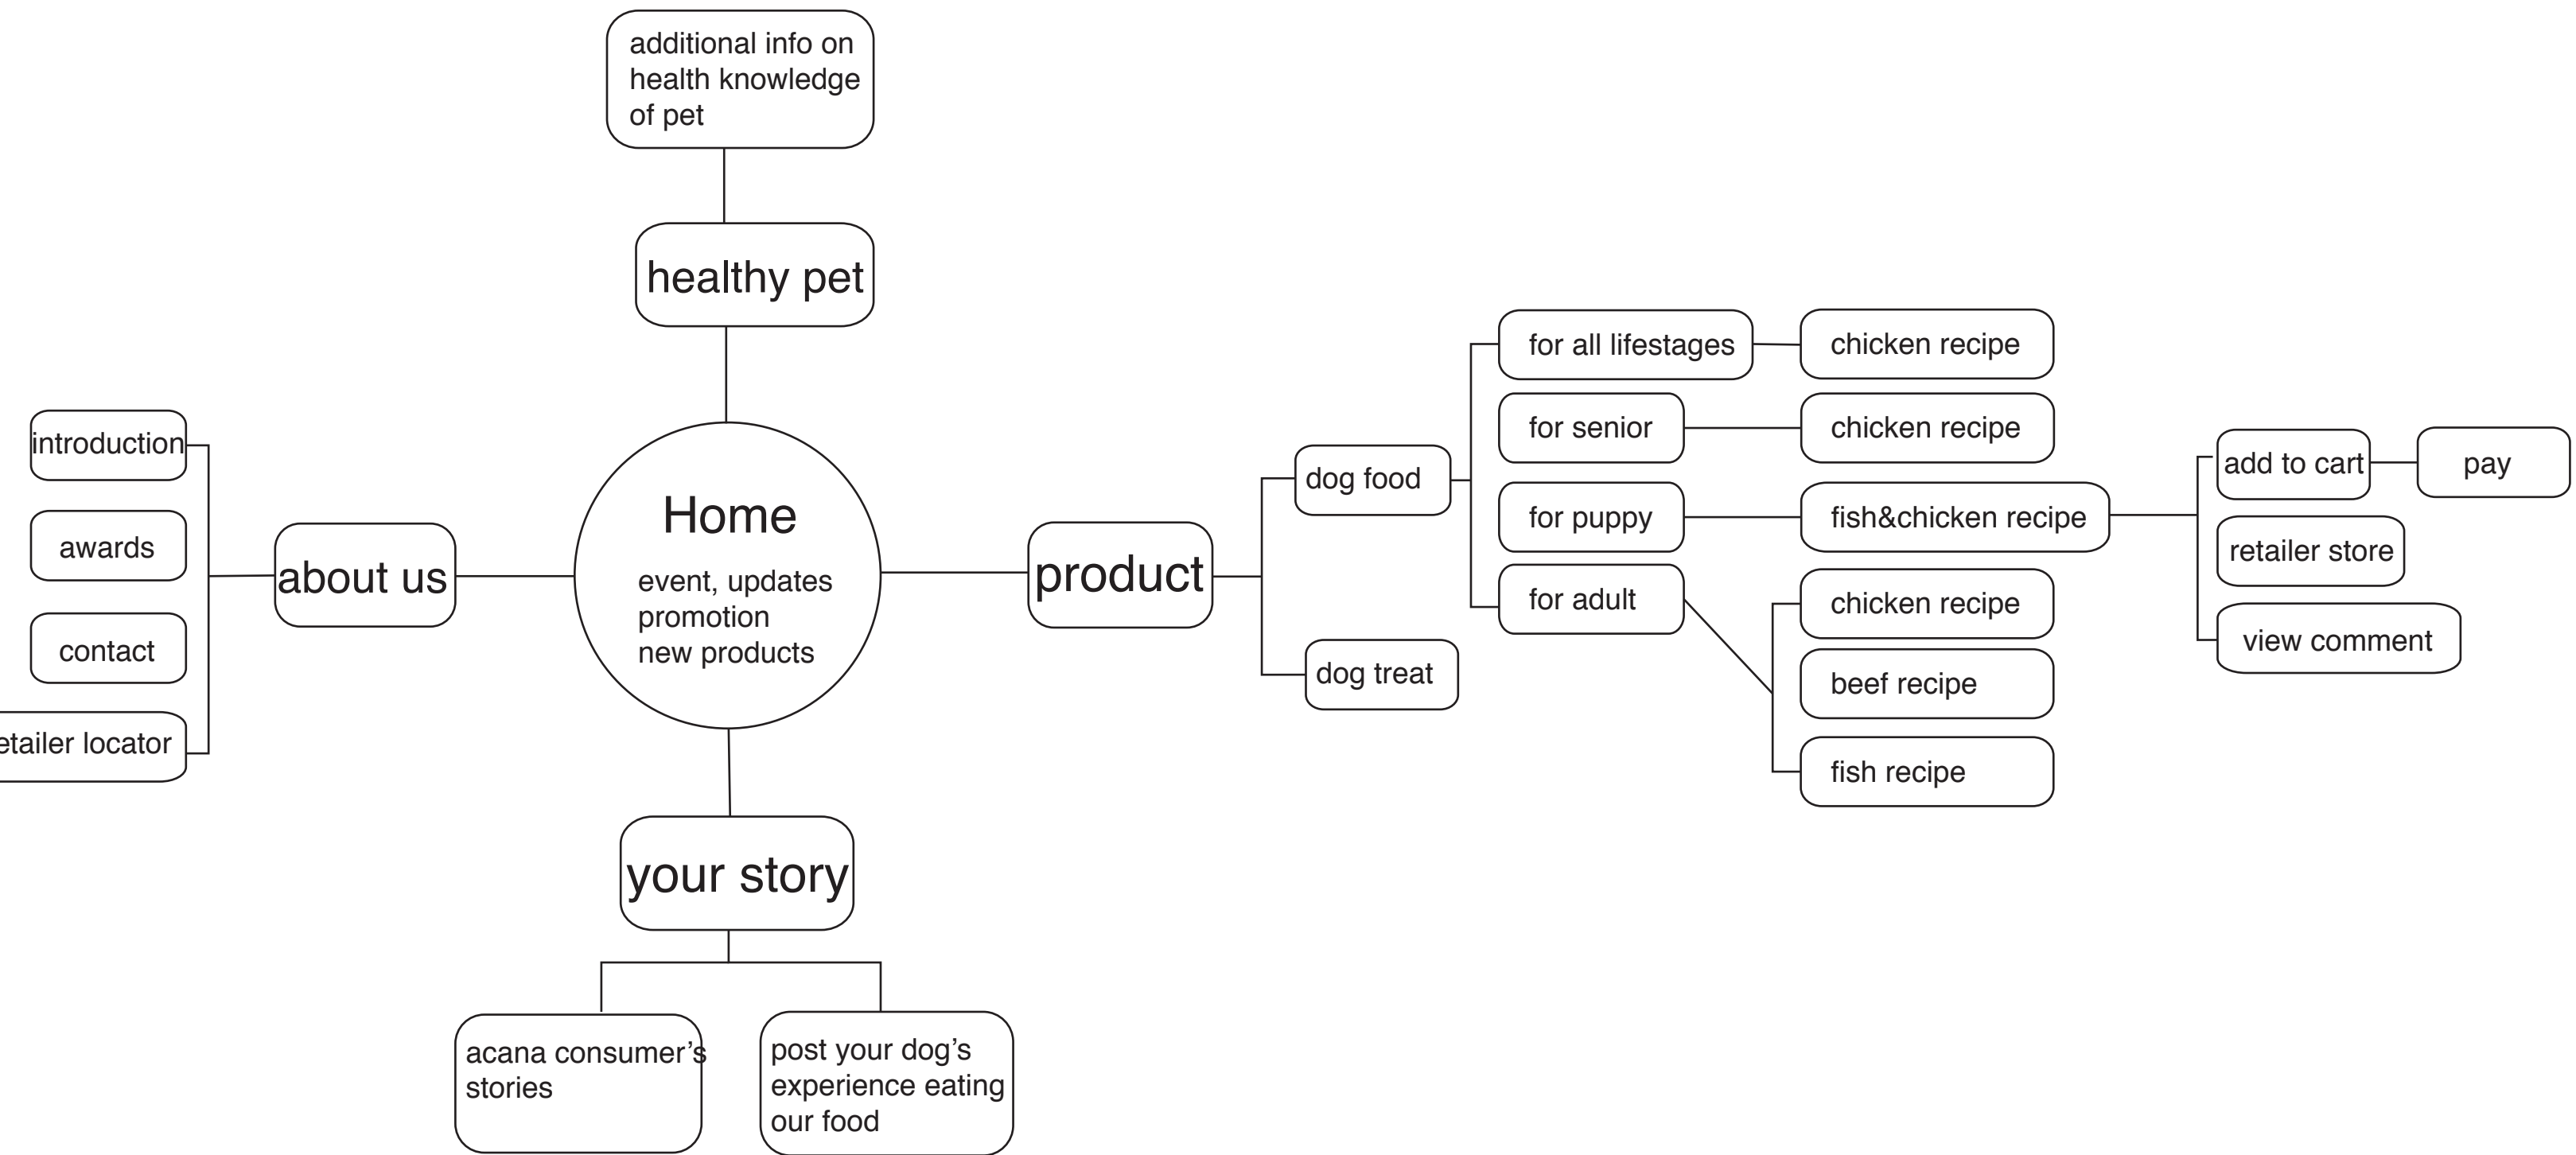 additional info on
health knowledge
of pet
healthy pet
introduction
awards
contact
etailer locator
about us
Home
event, updates
promotion
new products
your story
acana consumer’s
stories
post your dog’s
experience eating
our food
product
dog food
dog treat
for all lifestages
chicken recipe
for senior
chicken recipe
for puppy
fish&chicken recipe
for adult
chicken recipe
beef recipe
fish recipe
add to cart
pay
retailer store
view comment